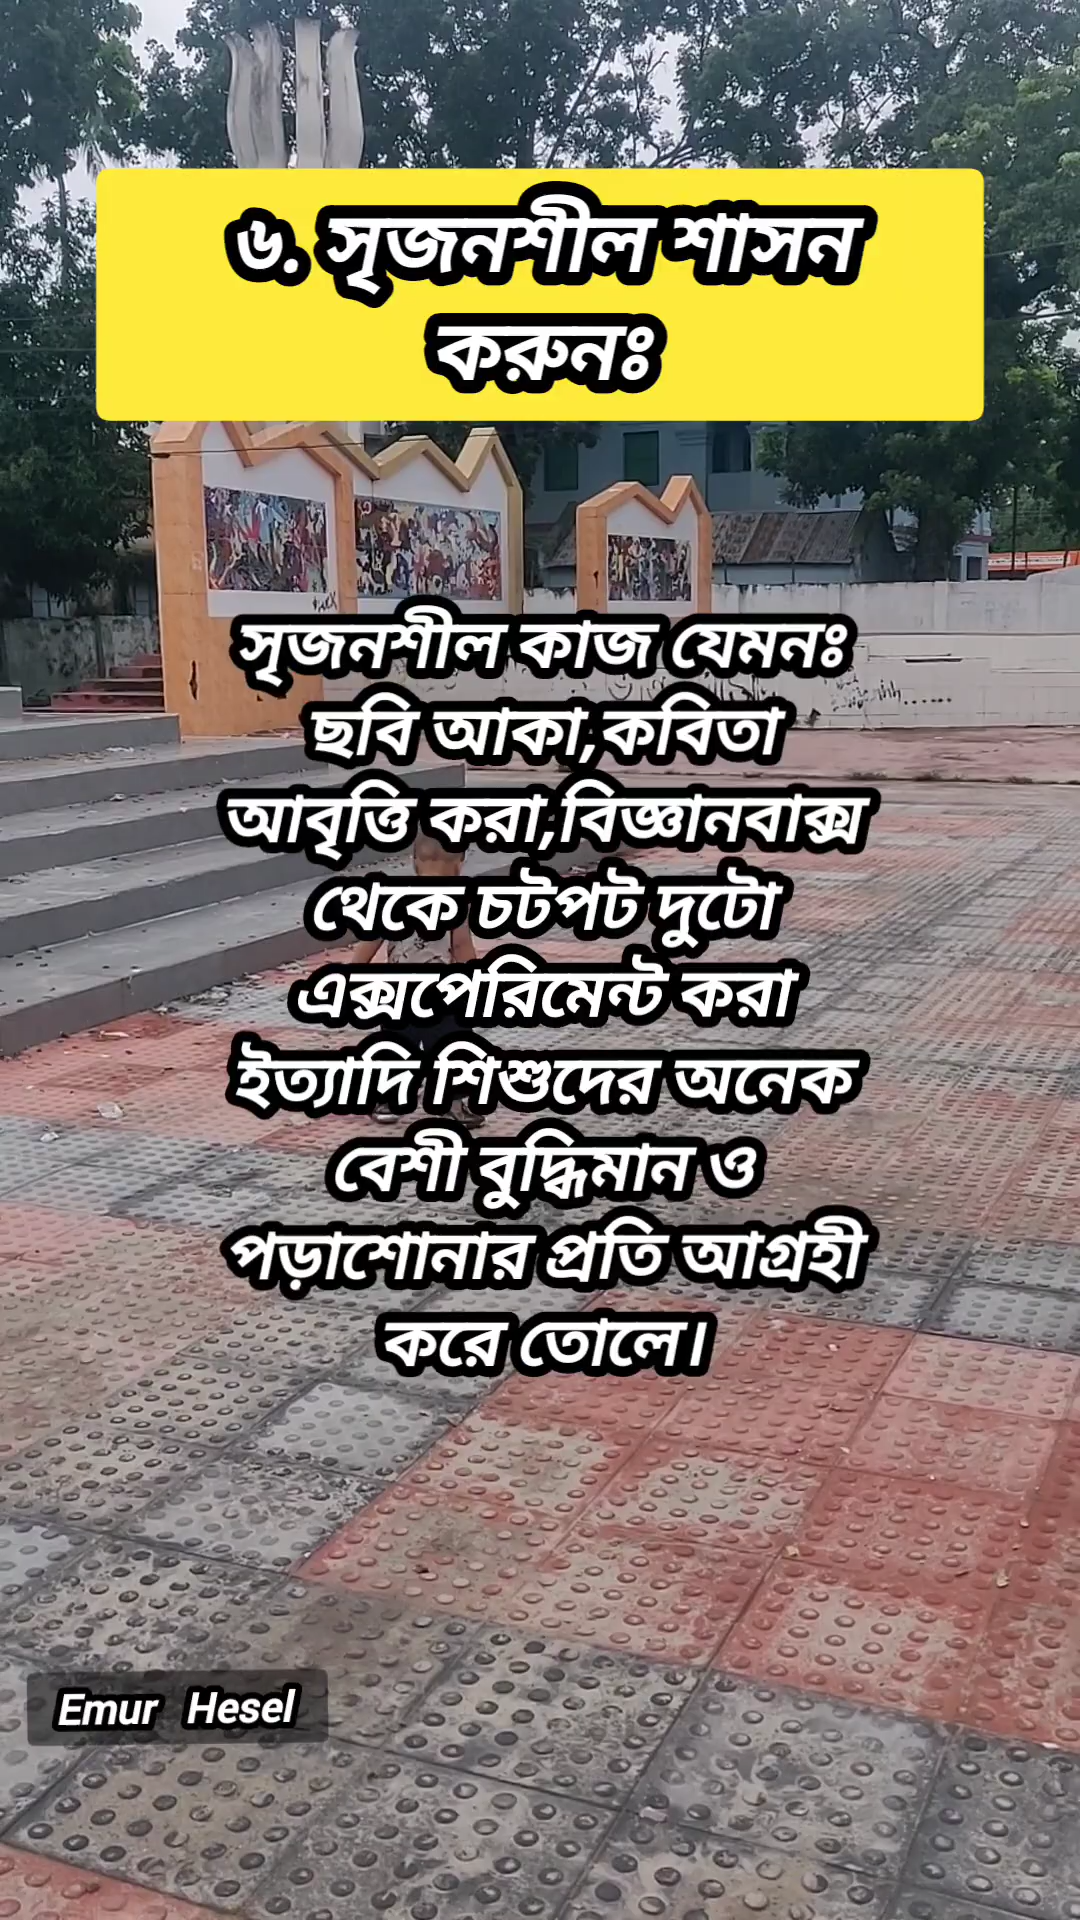 ৬. সৃজনশীল শাসন
করুনঃ
সৃজনশীল কাজ যেমনঃ
ছবি আকা,কবিতা
আবৃত্তি করা,বিজ্ঞানবাক্স
থেকে চটপট দুটো
এক্সপেরিমেন্ট করা
ইত্যাদি শিশুদের অনেক
বেশী বুদ্ধিমান ও
পড়াশোনার প্রতি আগ্রহী
করে তোলে।
Emur Hesel